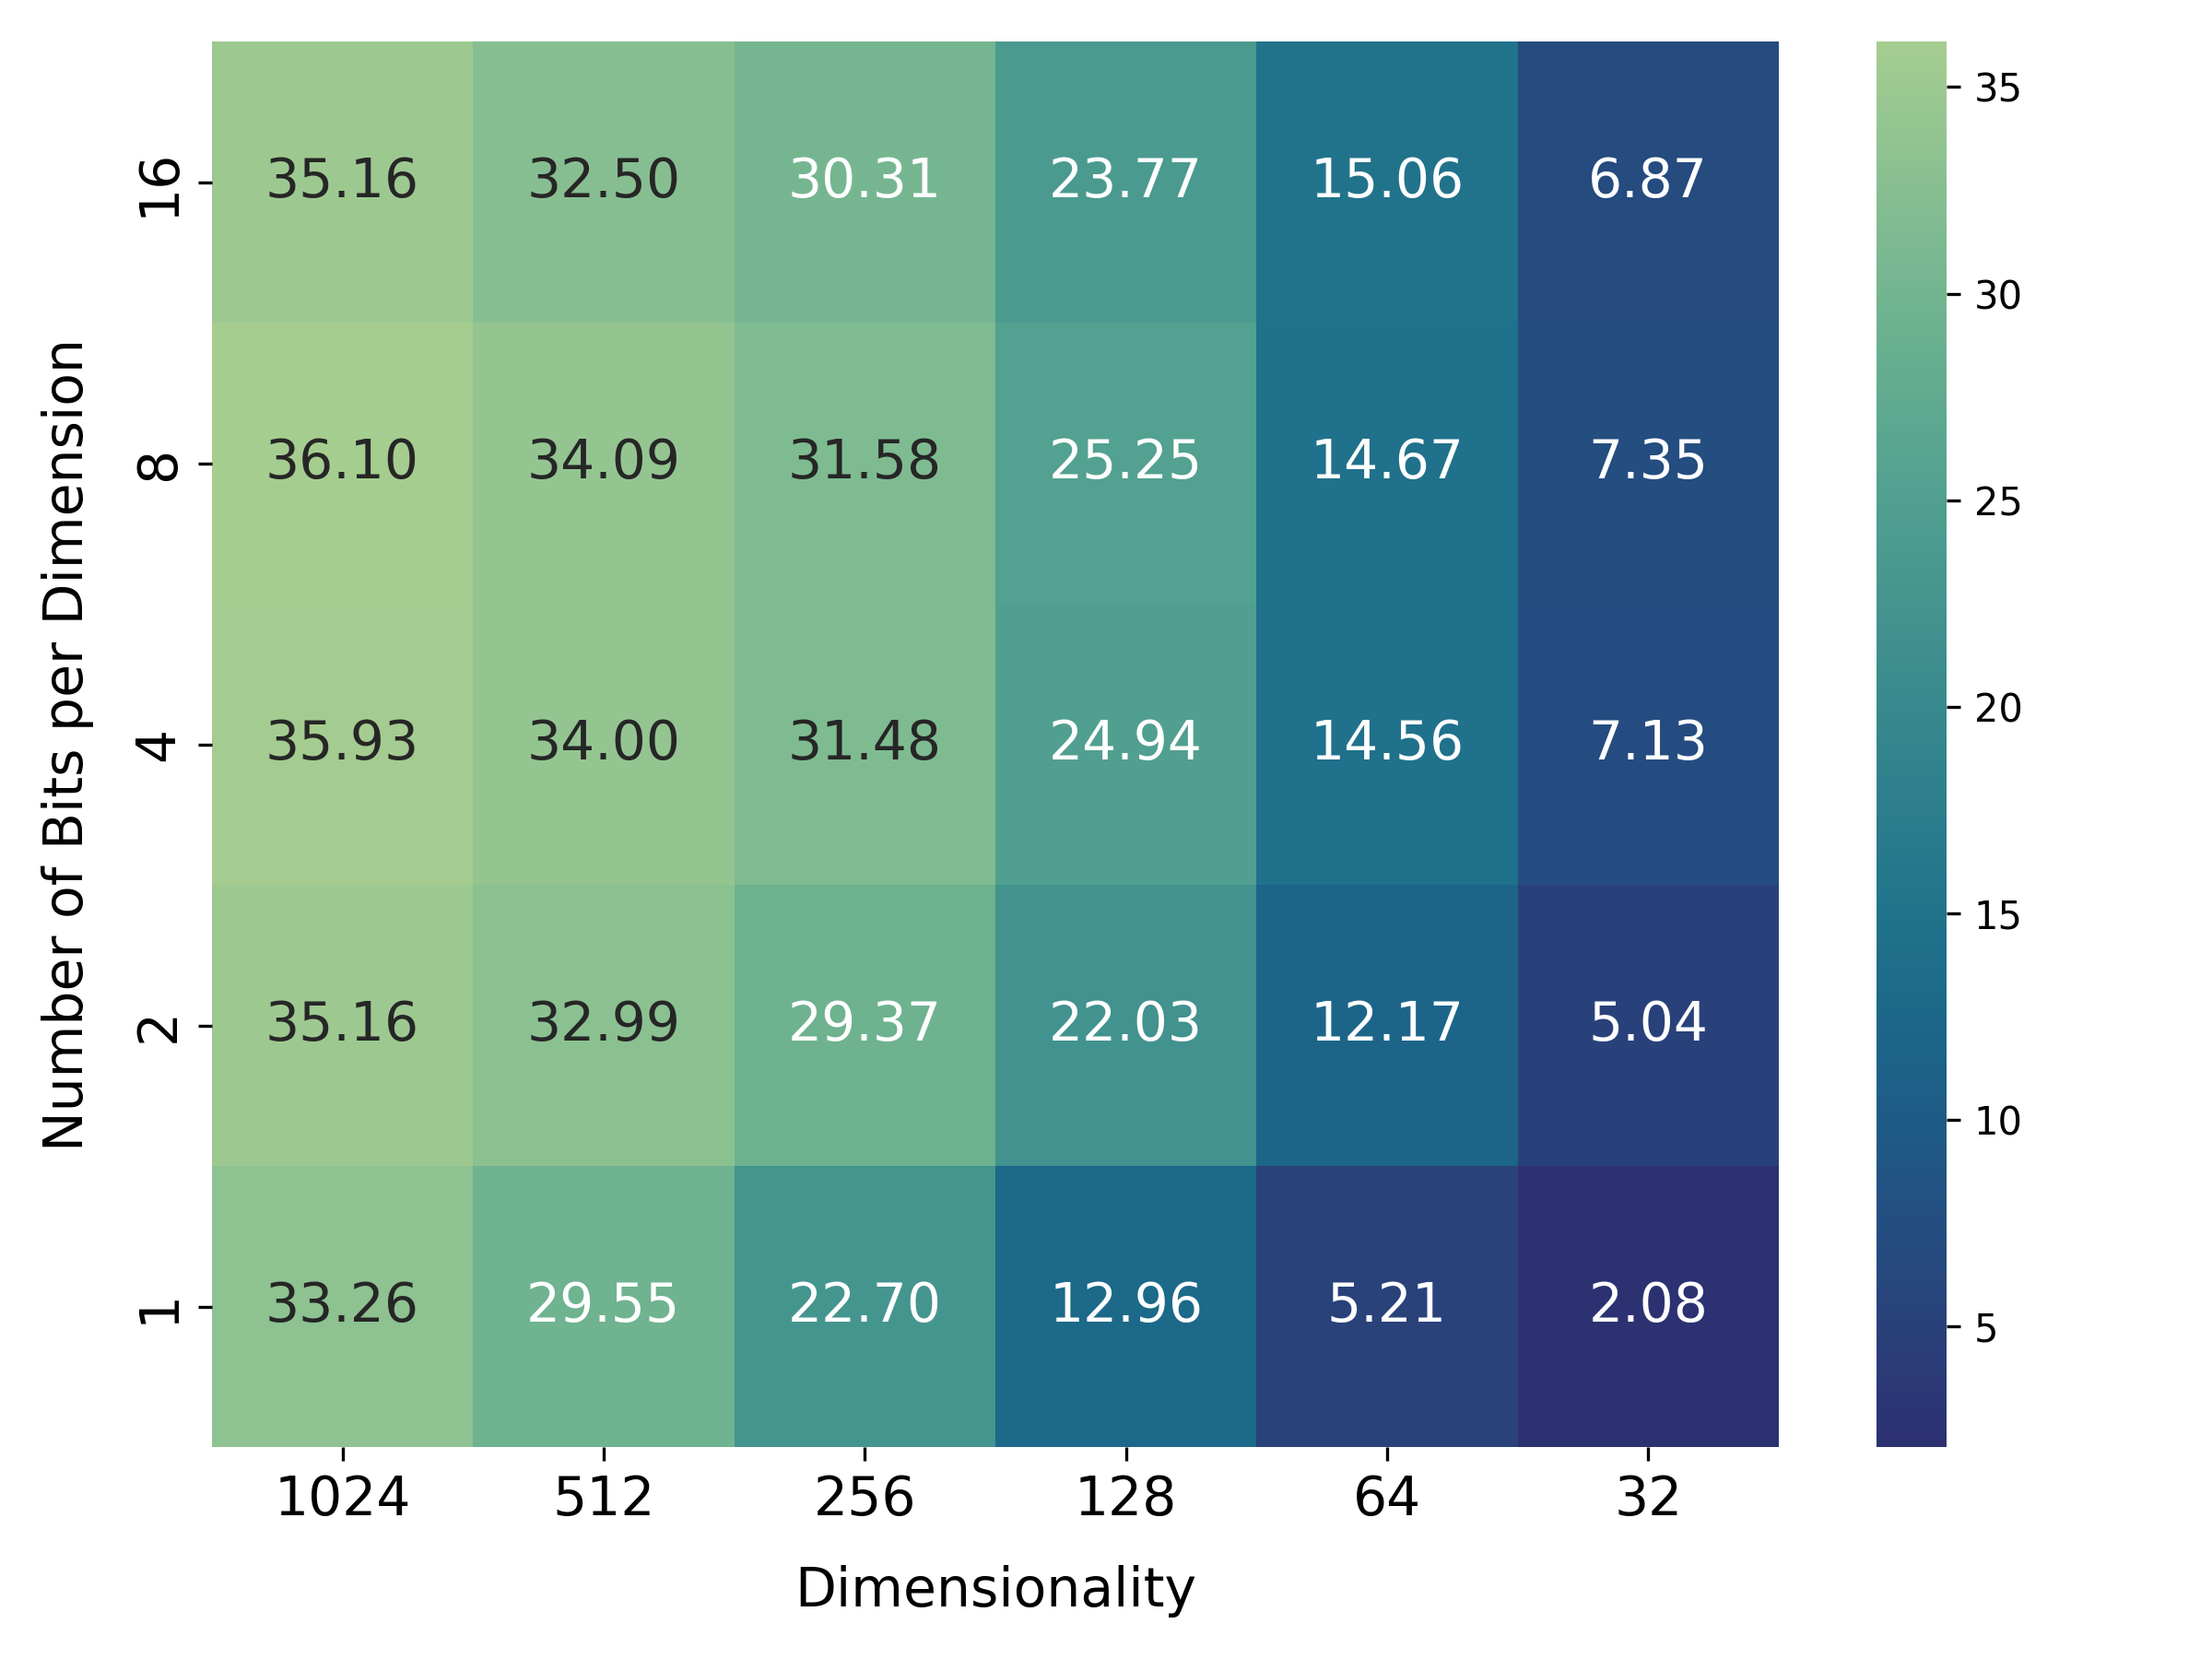 Number of Bits per Dimension
16 35.16 32.50 30.31 23.77 15.06 6.87
8 36.10 34.09 31.58 25.25 14.67 7.35
4 35.93 34.00 31.48 24.94 14.56 7.13
2 35.16 32.99 29.37 22.03 12.17 5.04
1 33.26 29.55 22.70 12.96 5.21 2.08
1024 512 256 128 64 32
Dimensionality
35
30
25
20
15
10
5